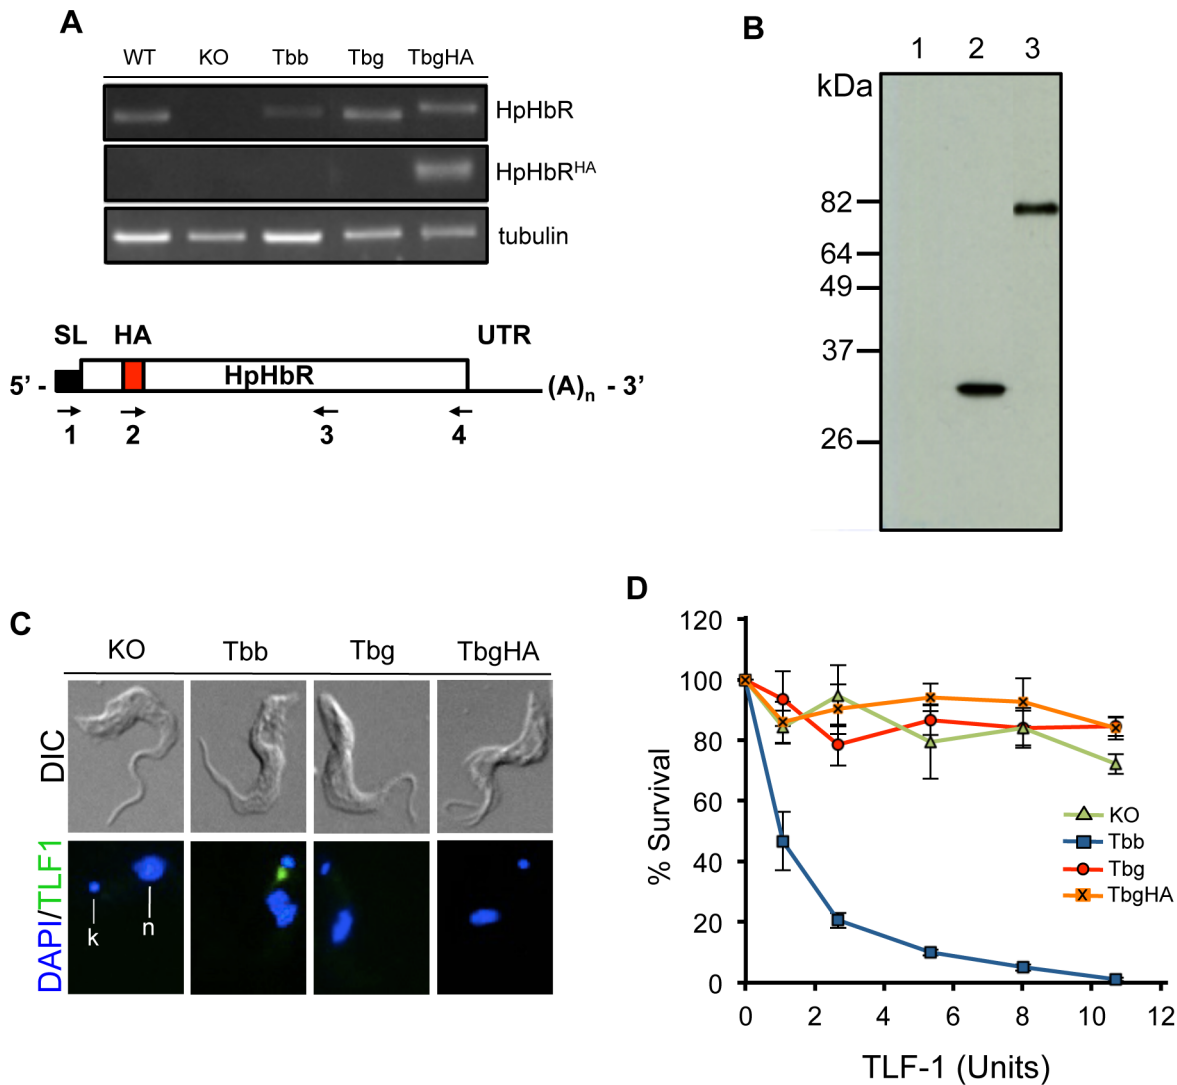 A
WT KO Tbb Tbg TbgHA
HpHbR
HpHbRᴴᴬ
tubulin
SL HA UTR
5’ - HpHbR (A)ₙ - 3’
1 2 3 4
B
1 2 3
kDa
82
64
49
37
26
C
KO Tbb Tbg TbgHA
DIC
DAPI/TLF1
k n
D
% Survival
120
100
80
60
40
20
0
0 2 4 6 8 10 12
TLF-1 (Units)
KO
Tbb
Tbg
TbgHA